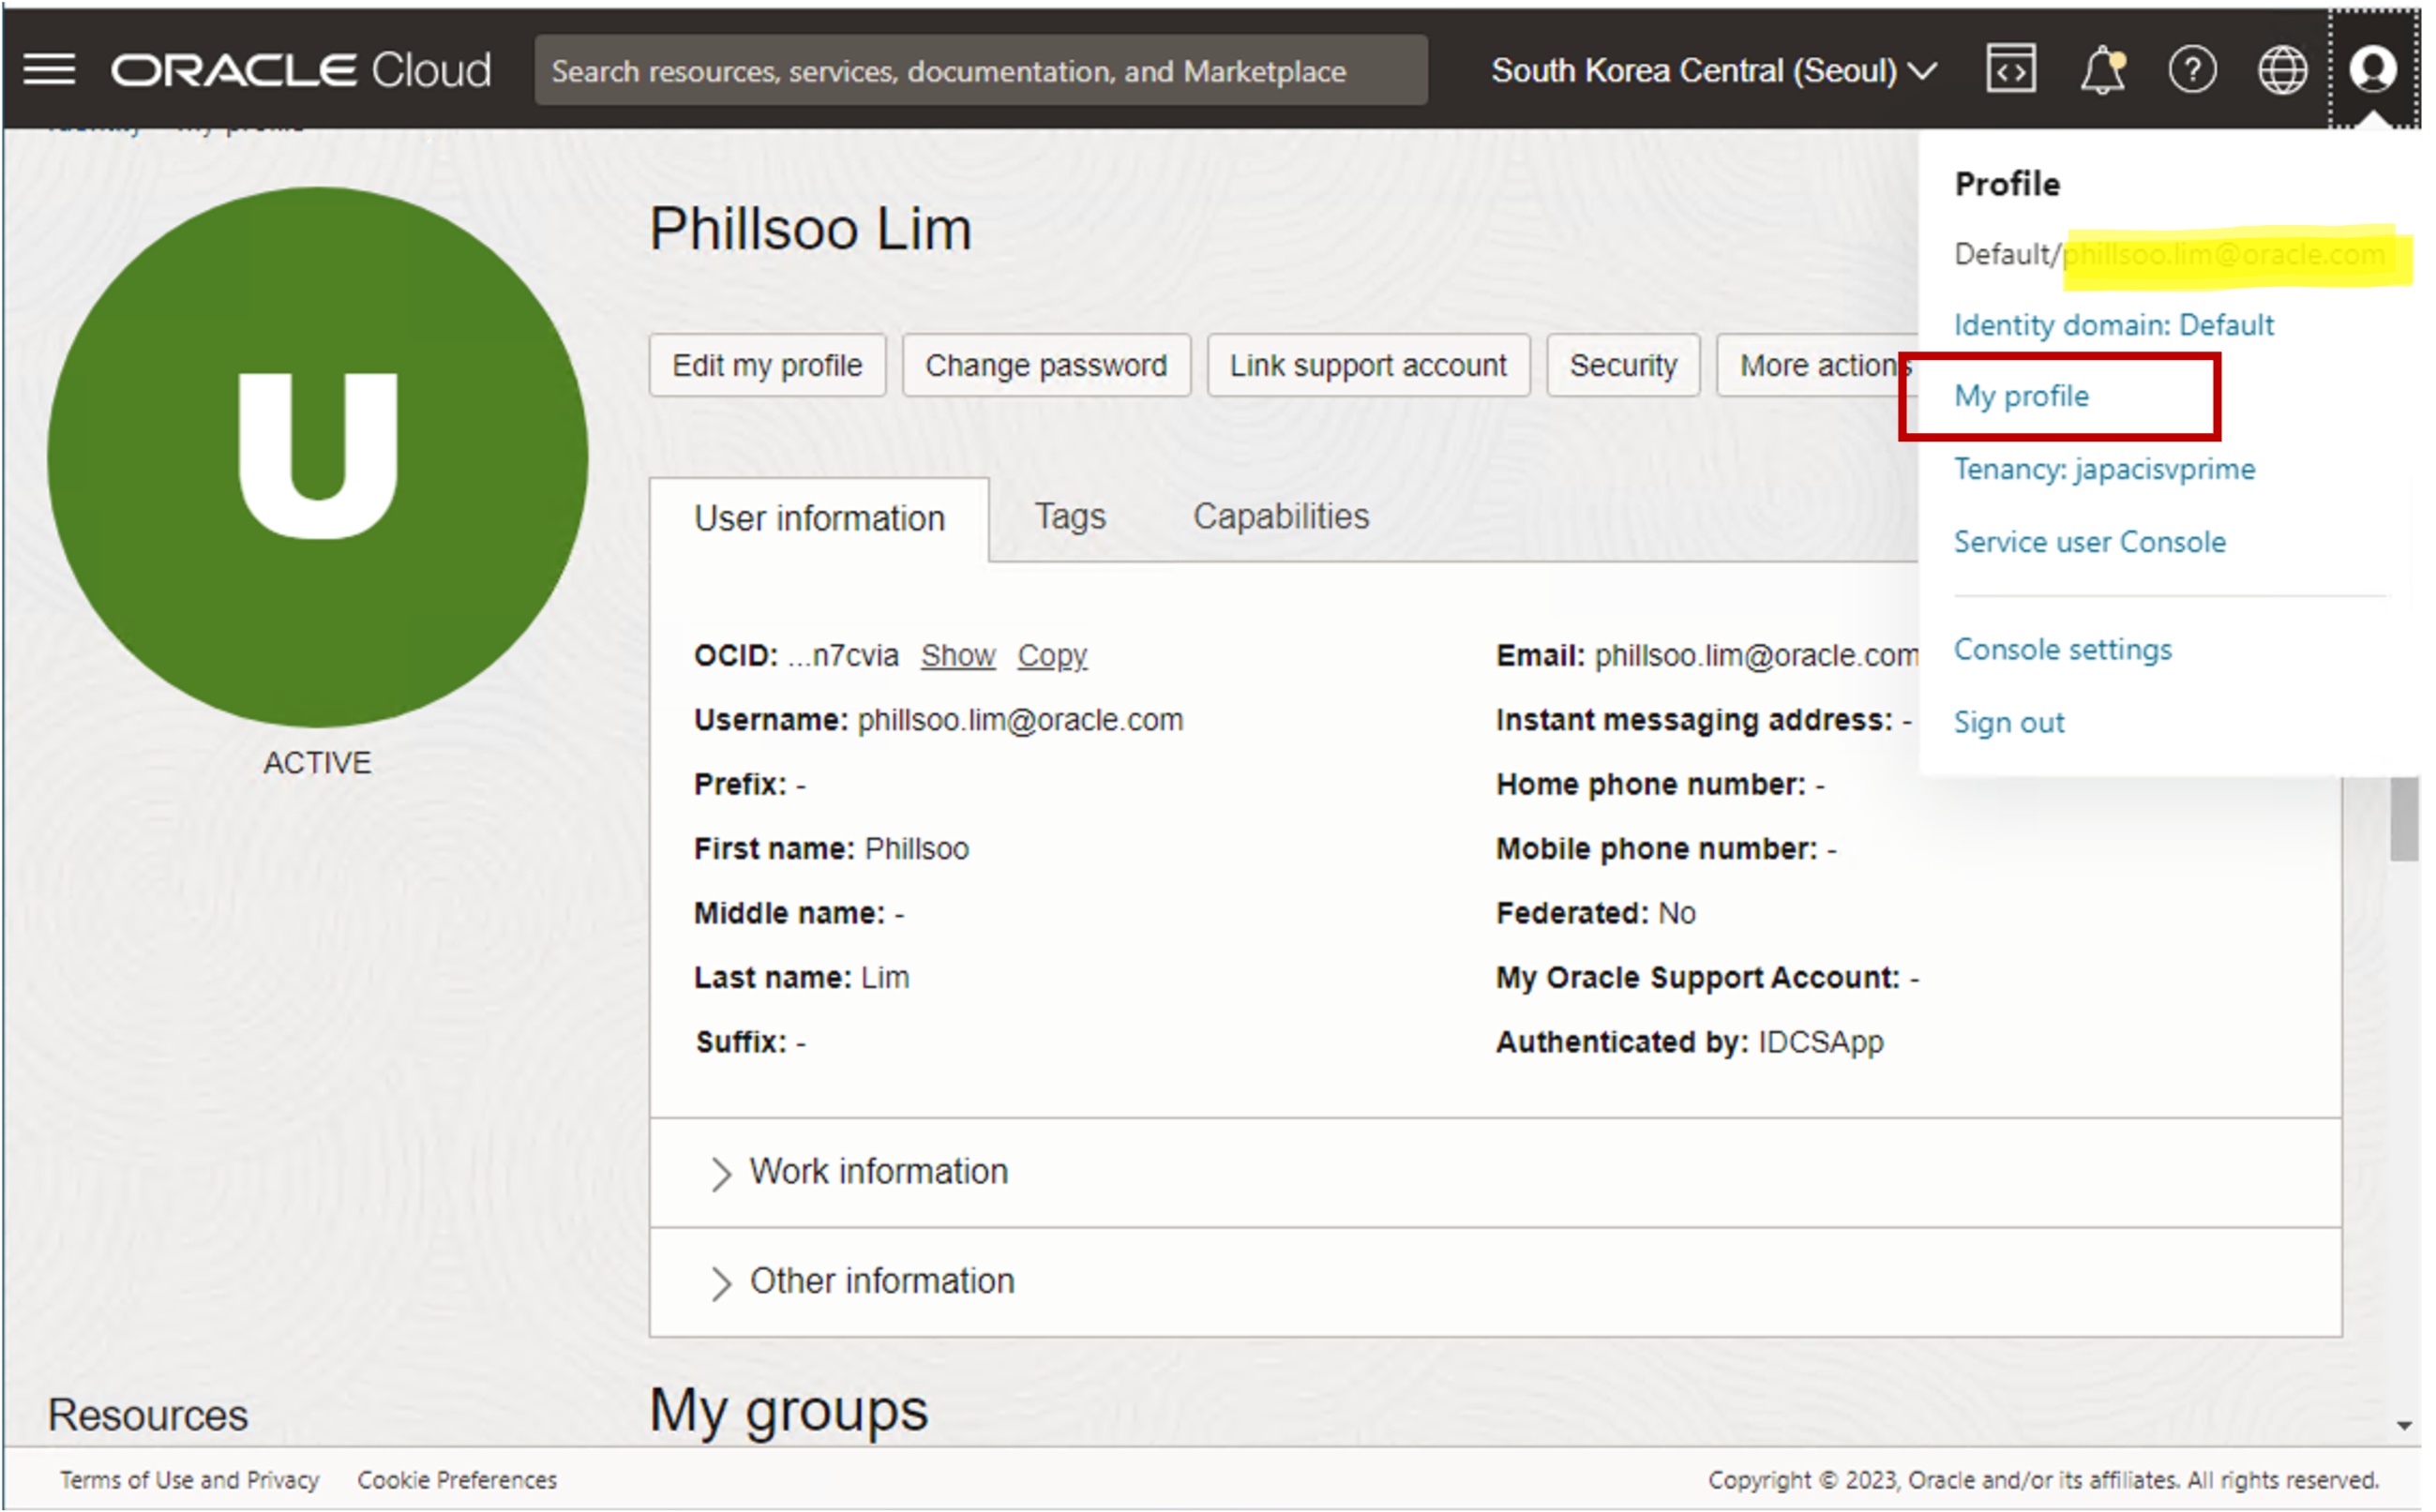 ORACLE Cloud
Search resources, services, documentation, and Marketplace
South Korea Central (Seoul)
Phillsoo Lim
Edit my profile
Change password
Link support account
Security
More actions
U
ACTIVE
User information
Tags
Capabilities
OCID: ...n7cvia Show Copy
Username: phillsoo.lim@oracle.com
Prefix: -
First name: Phillsoo
Middle name: -
Last name: Lim
Suffix: -
Email: phillsoo.lim@oracle.com
Instant messaging address: -
Home phone number: -
Mobile phone number: -
Federated: No
My Oracle Support Account: -
Authenticated by: IDCSApp
Work information
Other information
Profile
Default/phillsoo.lim@oracle.com
Identity domain: Default
My profile
Tenancy: japacisvprime
Service user Console
Console settings
Sign out
Resources
My groups
Terms of Use and Privacy
Cookie Preferences
Copyright © 2023, Oracle and/or its affiliates. All rights reserved.